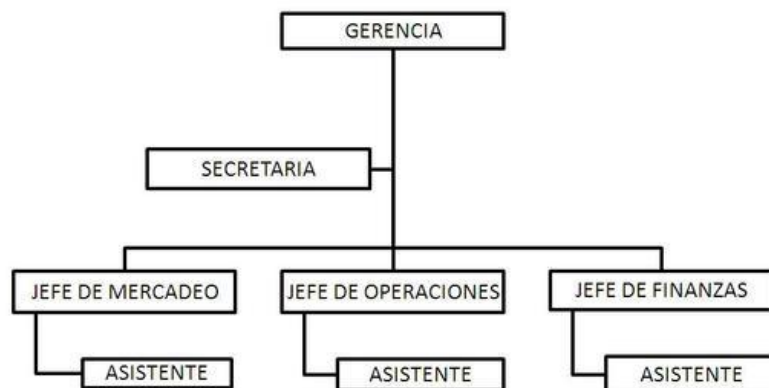 GERENCIA
SECRETARIA
JEFE DE MERCADEO
JEFE DE OPERACIONES
JEFE DE FINANZAS
ASISTENTE
ASISTENTE
ASISTENTE